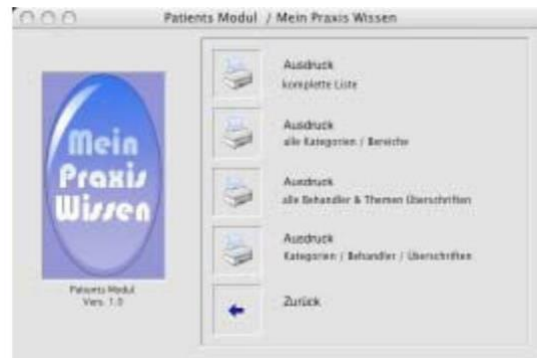 Patients Modul / Mein Praxis Wissen
Mein
Praxis
Wissen
Patients Modul
Vers. 1.0
Ausdruck
komplette Liste
Ausdruck
alle Kategorien / Bereiche
Ausdruck
alle Behandler & Themen Überschriften
Ausdruck
Kategorien / Behandler / Überschriften
Zurück